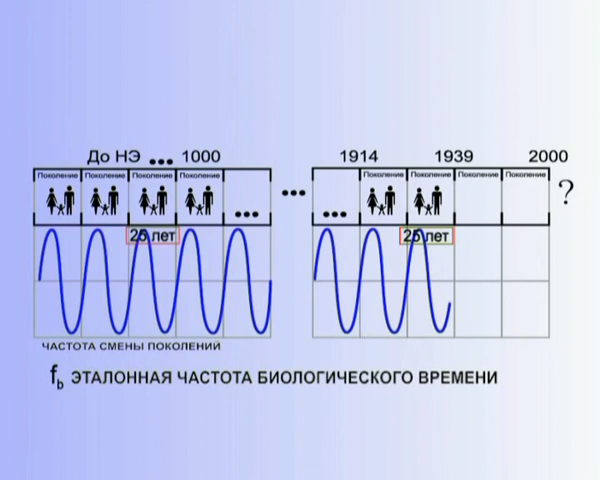 До НЭ ... 1000 1914 1939 2000
Поколение Поколение Поколение Поколение Поколение Поколение Поколение Поколение
... ... ... ?
25 лет 25 лет
ЧАСТОТА СМЕНЫ ПОКОЛЕНИЙ
fb ЭТАЛОННАЯ ЧАСТОТА БИОЛОГИЧЕСКОГО ВРЕМЕНИ